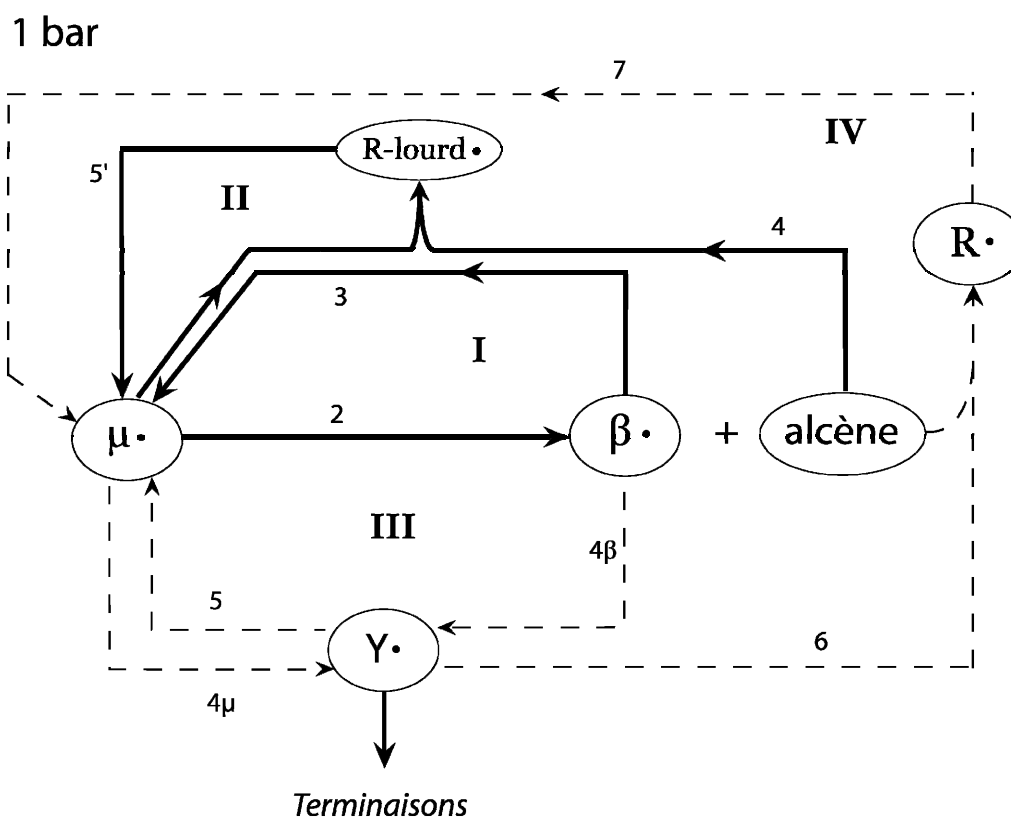 1 bar
7
IV
R-lourd •
5'
II
4
R •
3
I
µ •
2
β •
+
alcène
III
4β
5
Y •
6
4µ
Terminaisons